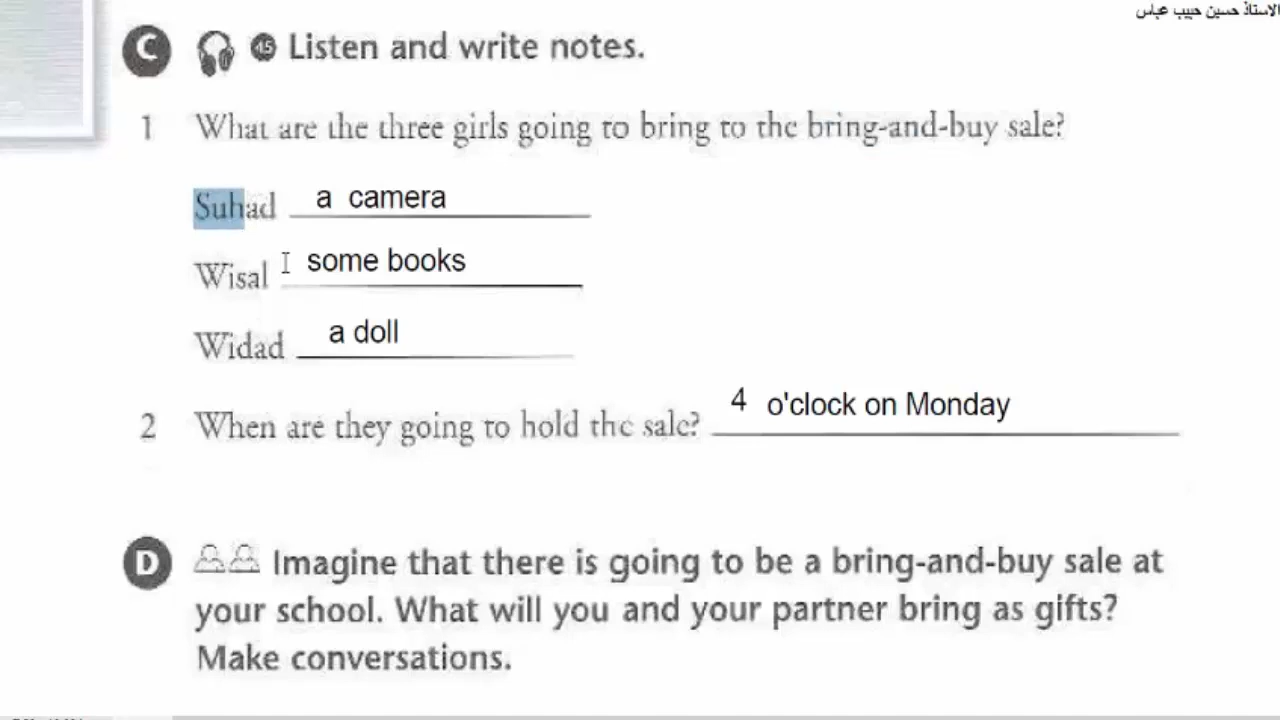 الاستاذ حسين حبيب عباس
C 45 Listen and write notes.
1 What are the three girls going to bring to the bring-and-buy sale?
Suhad a camera
Wisal some books
Widad a doll
2 When are they going to hold the sale? 4 o'clock on Monday
D Imagine that there is going to be a bring-and-buy sale at
your school. What will you and your partner bring as gifts?
Make conversations.